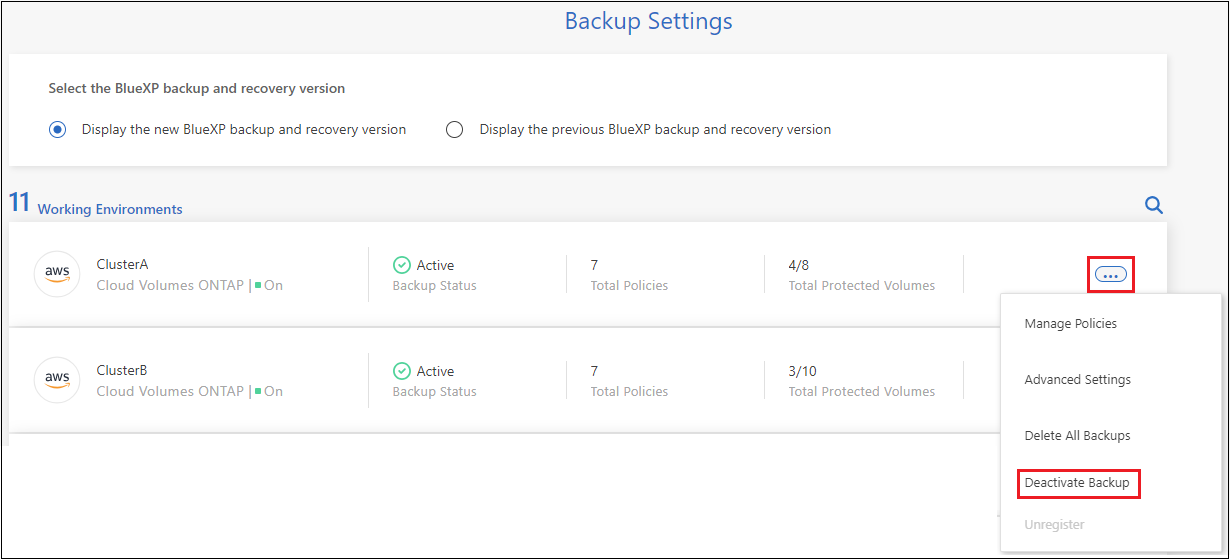 Backup Settings
Select the BlueXP backup and recovery version
Display the new BlueXP backup and recovery version
Display the previous BlueXP backup and recovery version
11 Working Environments
aws
ClusterA
Cloud Volumes ONTAP | On
Active
Backup Status
7
Total Policies
4/8
Total Protected Volumes
...
aws
ClusterB
Cloud Volumes ONTAP | On
Active
Backup Status
7
Total Policies
3/10
Total Protected Volumes
Manage Policies
Advanced Settings
Delete All Backups
Deactivate Backup
Unregister